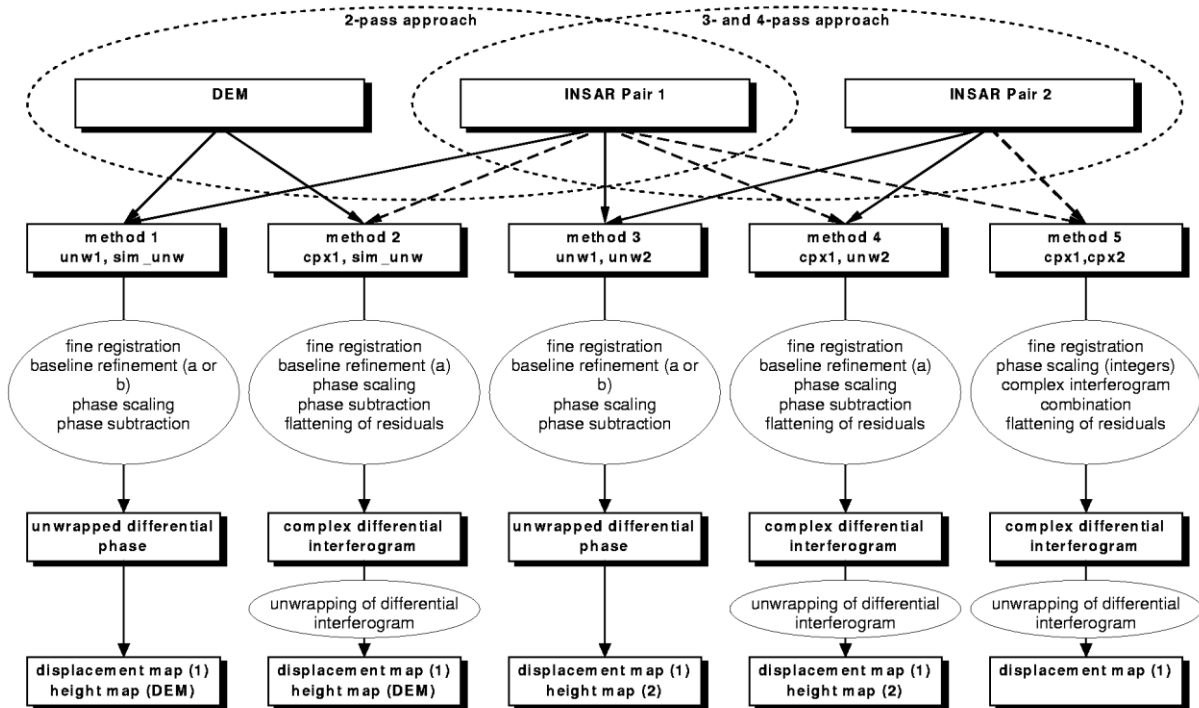 2-pass approach
3- and 4-pass approach
DEM
INSAR Pair 1
INSAR Pair 2
method 1
unw1, sim_unw
method 2
cpx1, sim_unw
method 3
unw1, unw2
method 4
cpx1, unw2
method 5
cpx1,cpx2
fine registration
baseline refinement (a or
b)
phase scaling
phase subtraction
fine registration
baseline refinement (a)
phase scaling
phase subtraction
flattening of residuals
fine registration
baseline refinement (a or
b)
phase scaling
phase subtraction
fine registration
baseline refinement (a)
phase scaling
phase subtraction
flattening of residuals
fine registration
phase scaling (integers)
complex interferogram
combination
flattening of residuals
unwrapped differential
phase
complex differential
interferogram
unwrapped differential
phase
complex differential
interferogram
complex differential
interferogram
unwrapping of differential
interferogram
unwrapping of differential
interferogram
unwrapping of differential
interferogram
displacement map (1)
height map (DEM)
displacement map (1)
height map (DEM)
displacement map (1)
height map (2)
displacement map (1)
height map (2)
displacement map (1)